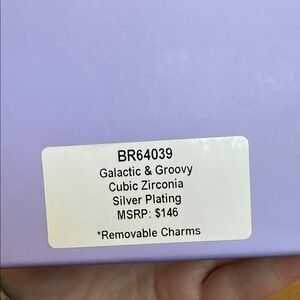 BR64039
Galactic & Groovy
Cubic Zirconia
Silver Plating
MSRP: $146
*Removable Charms